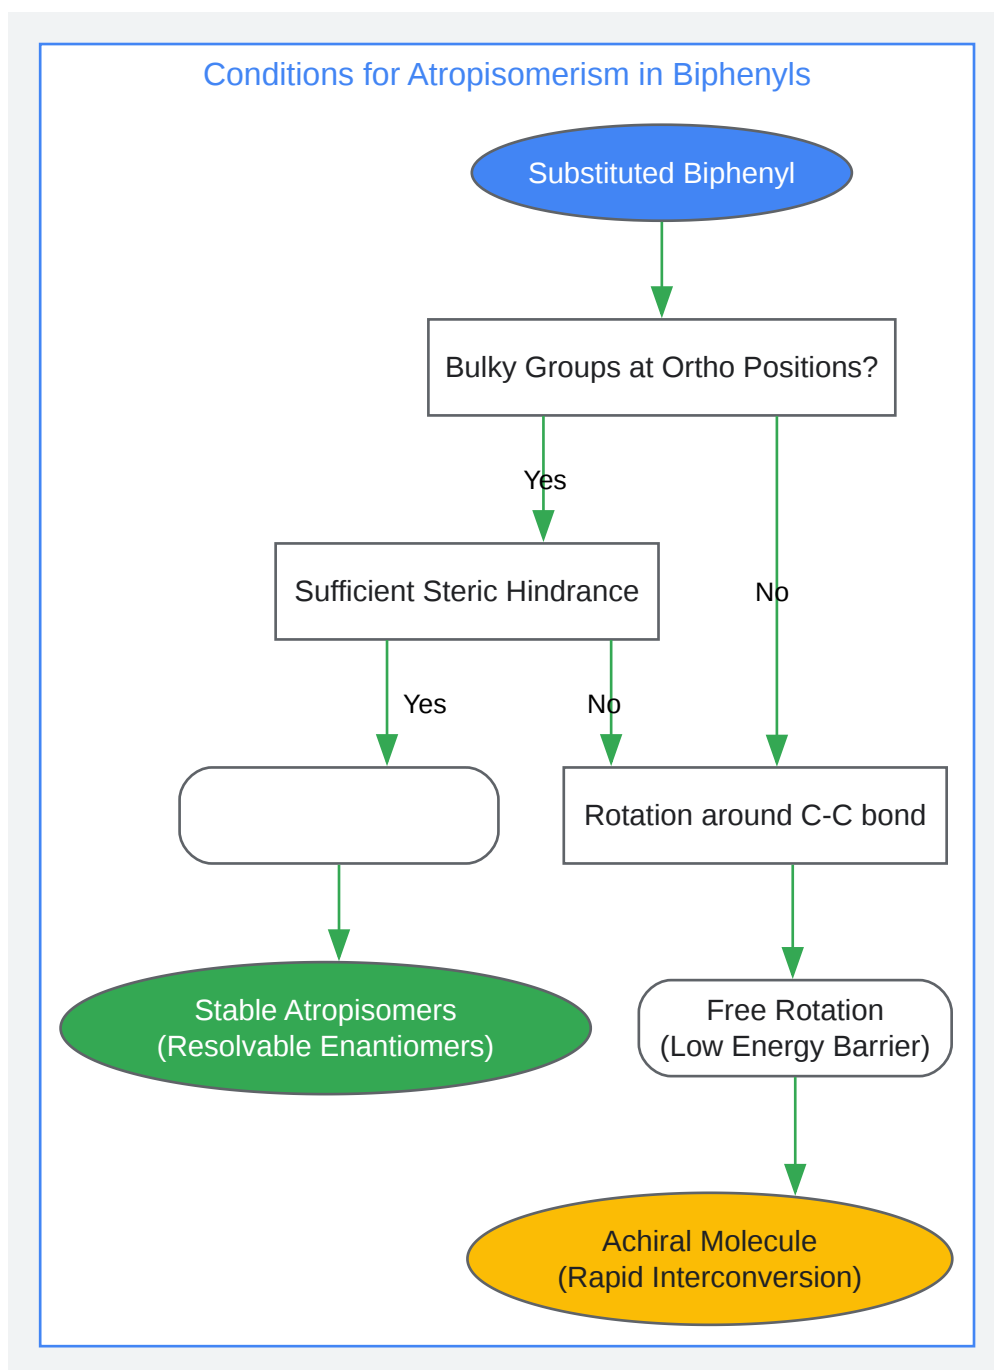 Conditions for Atropisomerism in Biphenyls
Substituted Biphenyl
Bulky Groups at Ortho Positions?
Yes
Sufficient Steric Hindrance
No
Yes
No
Rotation around C-C bond
Free Rotation
(Low Energy Barrier)
Stable Atropisomers
(Resolvable Enantiomers)
Achiral Molecule
(Rapid Interconversion)